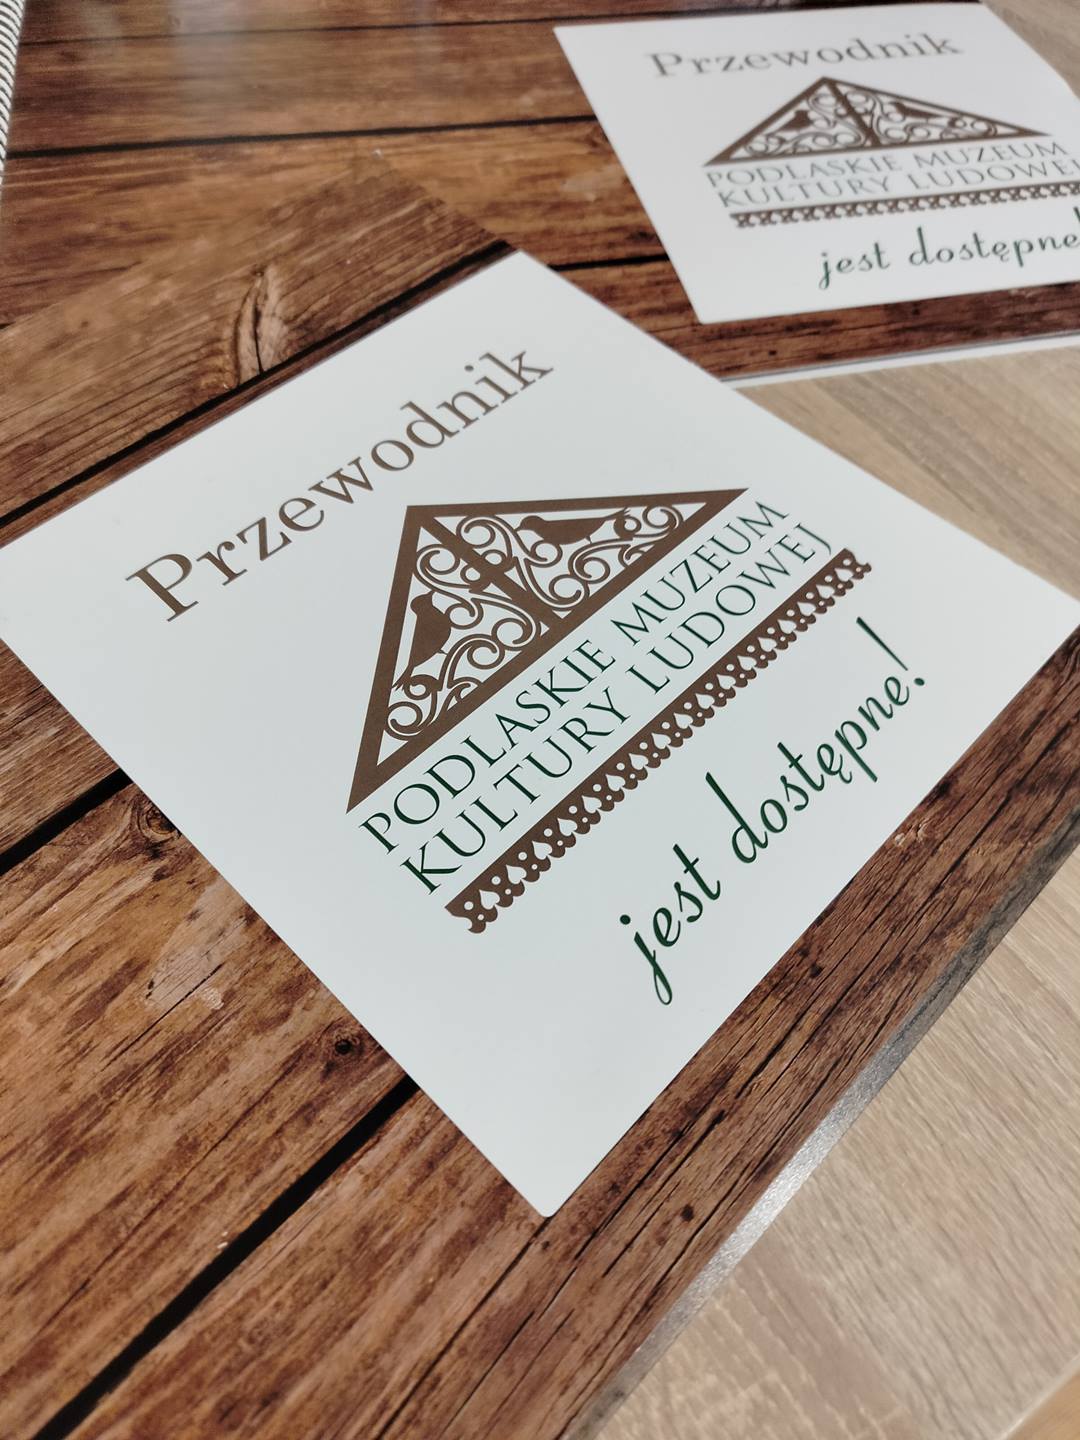 Przewodnik
PODLASKIE MUZEUM
KULTURY LUDOWEJ
jest dostępne!
Przewodnik
PODLASKIE MUZEUM
KULTURY LUDOWEJ
jest dostępne!